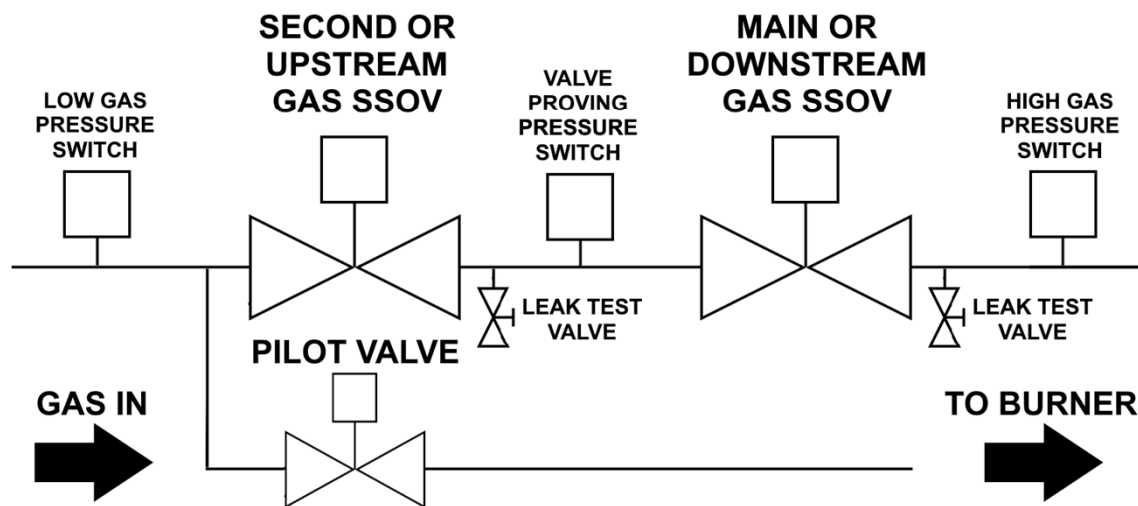 SECOND OR
UPSTREAM
GAS SSOV
MAIN OR
DOWNSTREAM
GAS SSOV
LOW GAS
PRESSURE
SWITCH
VALVE
PROVING
PRESSURE
SWITCH
HIGH GAS
PRESSURE
SWITCH
LEAK TEST
VALVE
LEAK TEST
VALVE
PILOT VALVE
GAS IN
TO BURNER